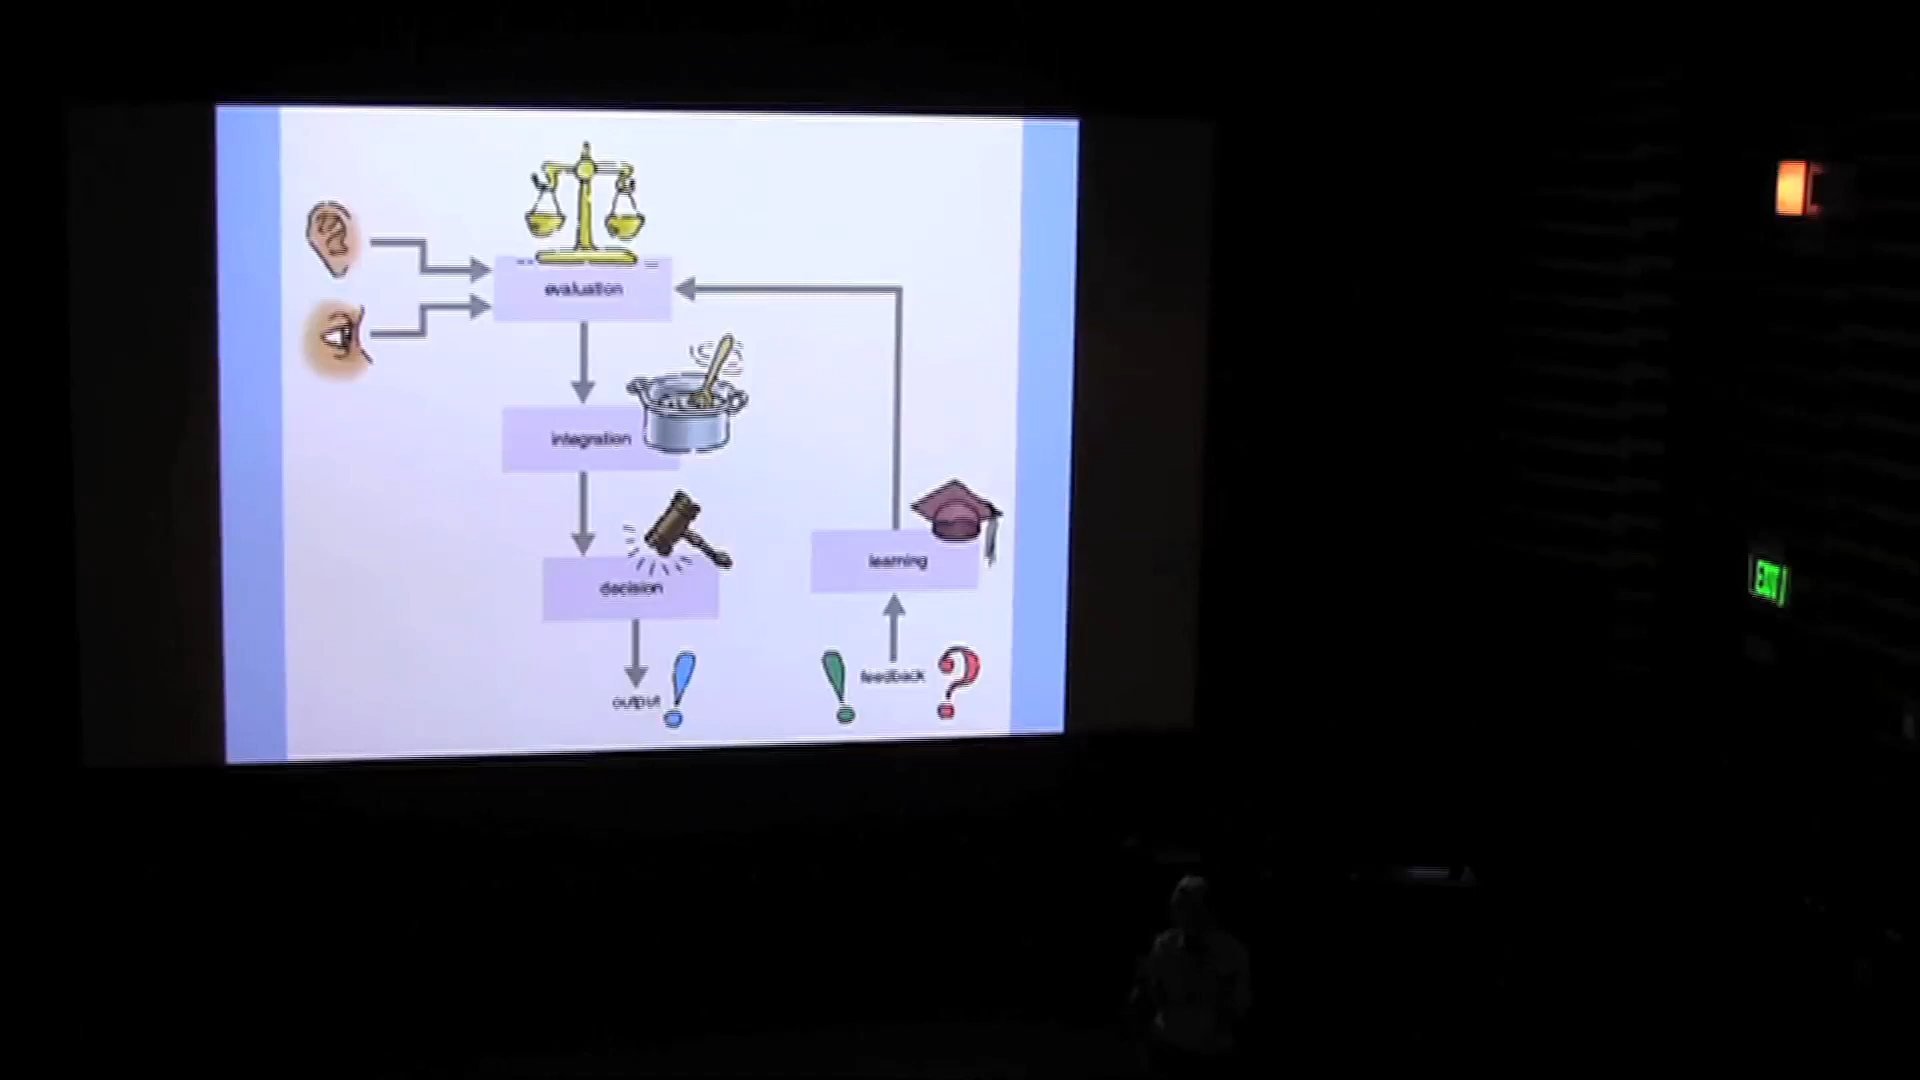 evaluation
integration
decision
learning
output
feedback
EXIT